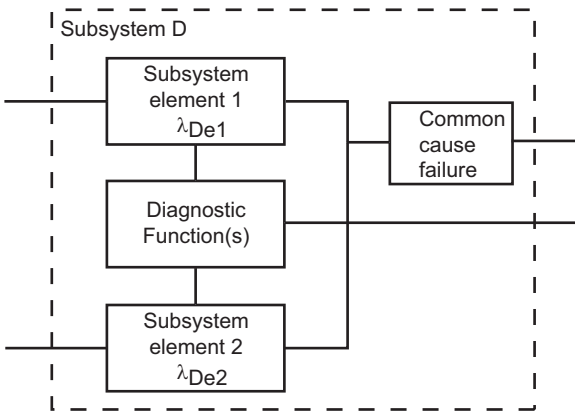 Subsystem D
Subsystem
element 1
λDe1
Common
cause
failure
Diagnostic
Function(s)
Subsystem
element 2
λDe2